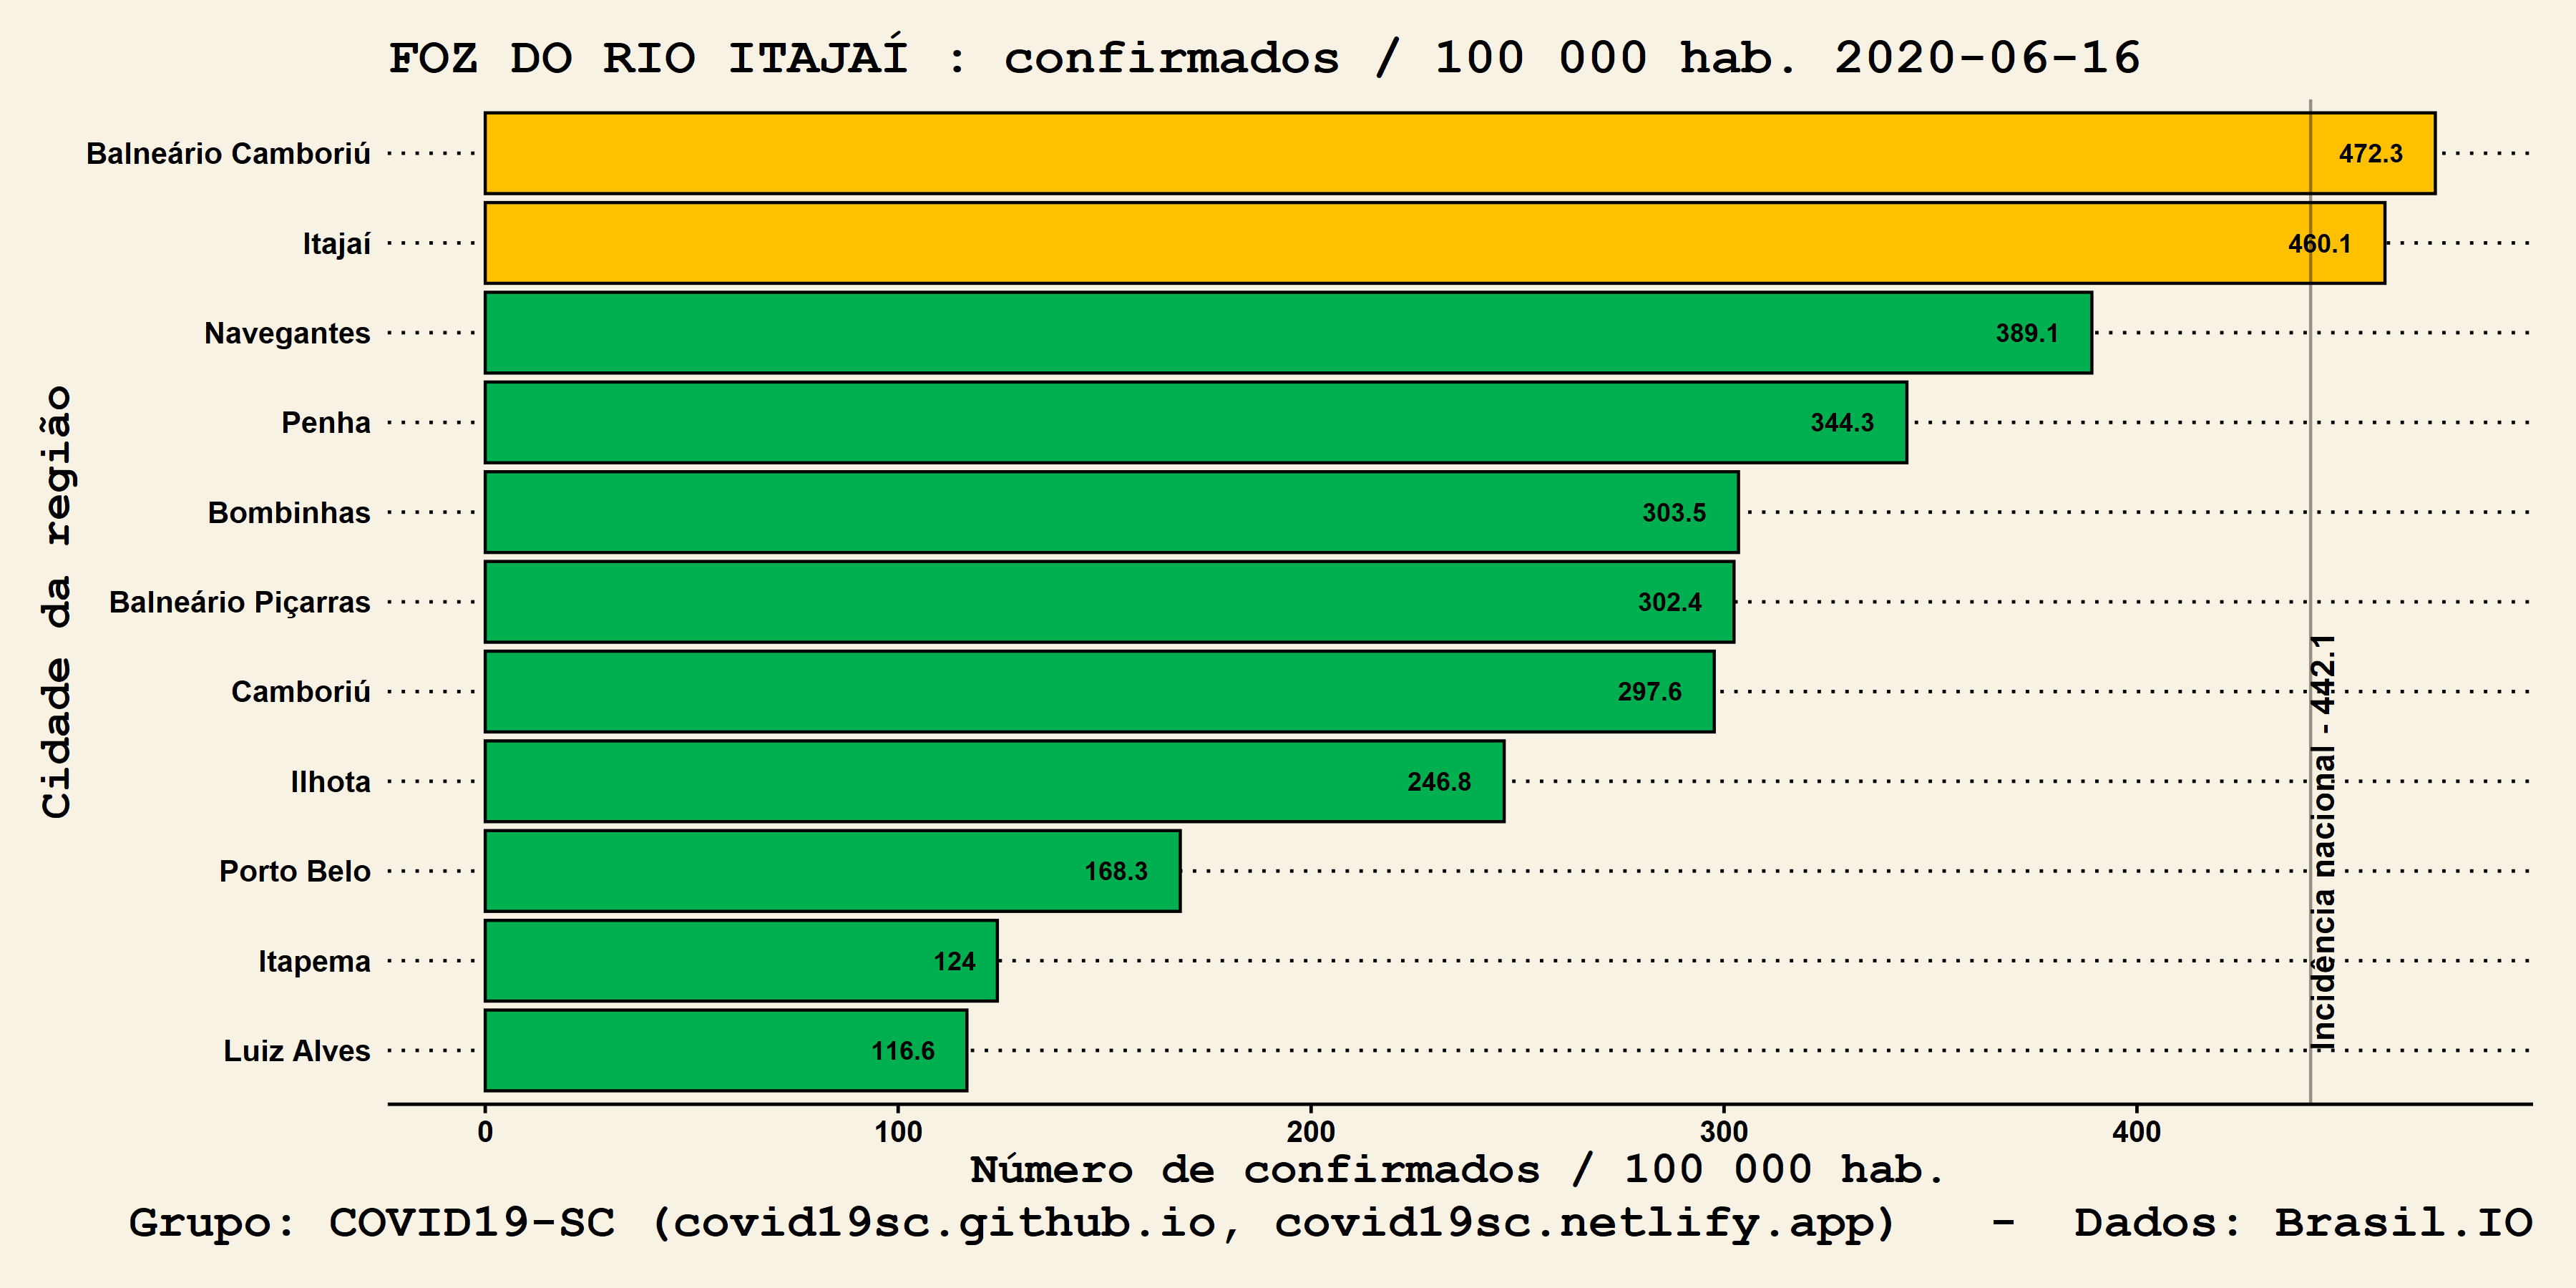 FOZ DO RIO ITAJAÍ : confirmados / 100 000 hab. 2020-06-16
Cidade da região
Balneário Camboriú 472.3
Itajaí 460.1
Navegantes 389.1
Penha 344.3
Bombinhas 303.5
Balneário Piçarras 302.4
Camboriú 297.6
Ilhota 246.8
Porto Belo 168.3
Itapema 124
Luiz Alves 116.6
Incidência nacional - 442.1
0 100 200 300 400
Número de confirmados / 100 000 hab.
Grupo: COVID19-SC (covid19sc.github.io, covid19sc.netlify.app) - Dados: Brasil.IO